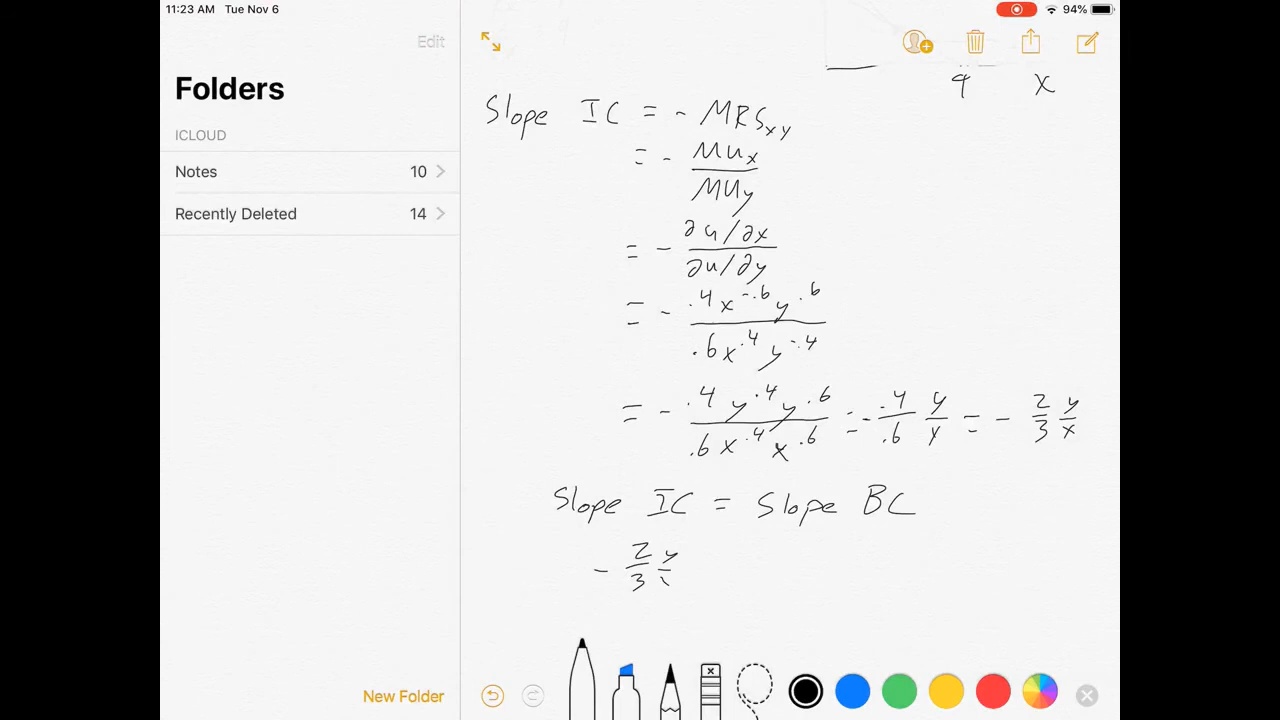 11:23 AM Tue Nov 6
94%
Edit
Folders
ICLOUD
Notes 10
Recently Deleted 14
New Folder
9 x
Slope IC = - MRSxy
= - MUx / MUy
= - ∂u/∂x / ∂u/∂y
= - .4x^-.6 y^.6 / .6x^.4 y^-.4
= - .4 y^.4 y^.6 / .6 x^.4 x^.6 = - .4/.6 y/x = - 2/3 y/x
Slope IC = Slope BC
- 2/3 y